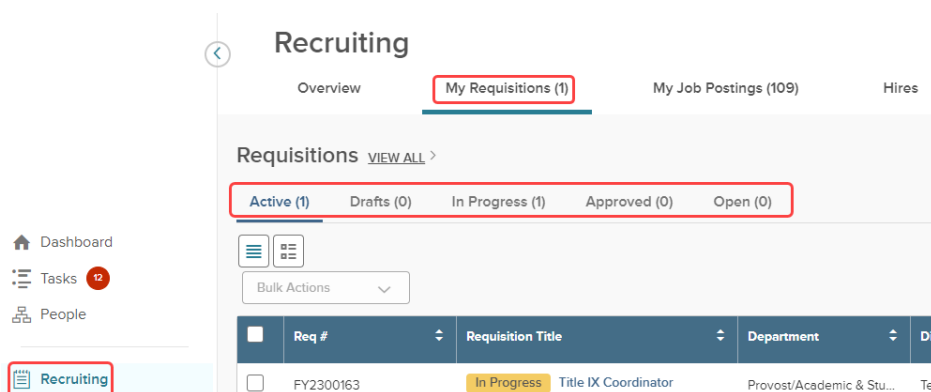 Recruiting
Overview My Requisitions (1) My Job Postings (109) Hires
Requisitions VIEW ALL >
Active (1) Drafts (0) In Progress (1) Approved (0) Open (0)
Dashboard
Tasks 12
People
Bulk Actions
Req # Requisition Title Department
Recruiting
FY2300163 In Progress Title IX Coordinator Provost/Academic & Stu...